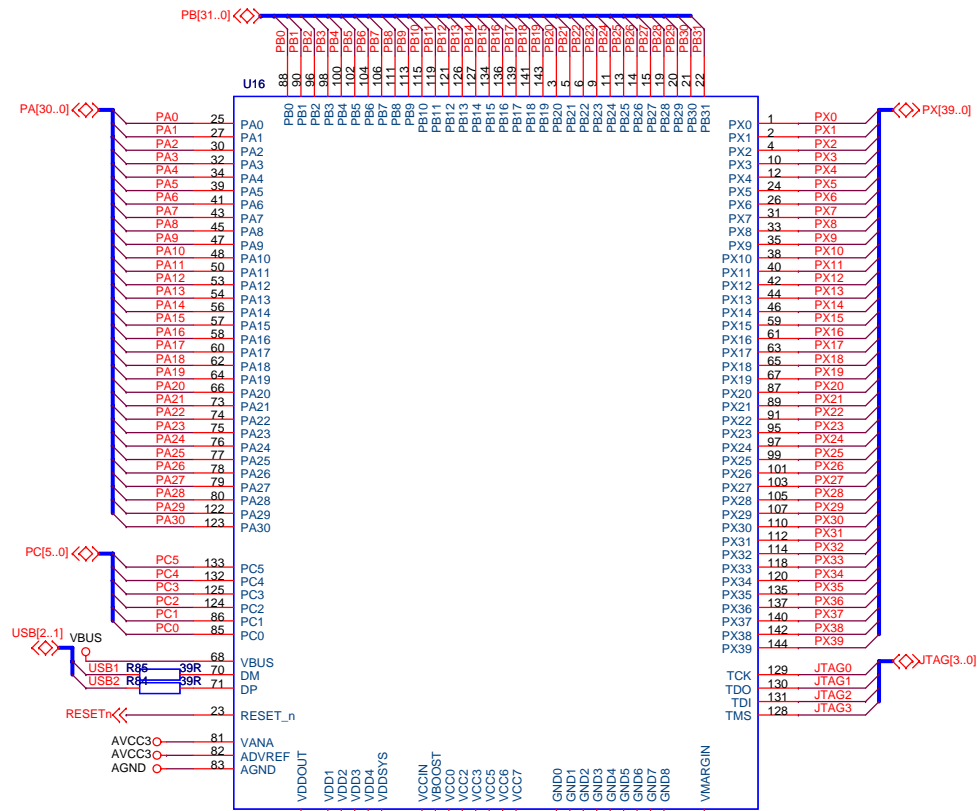 PB[31..0]
PB0 PB1 PB2 PB3 PB4 PB5 PB6 PB7 PB8 PB9 PB10 PB11 PB12 PB13 PB14 PB15 PB16 PB17 PB18 PB19 PB20 PB21 PB22 PB23 PB24 PB25 PB26 PB27 PB28 PB29 PB30 PB31
88 90 96 98 100 102 104 106 111 113 115 119 121 126 127 134 136 139 141 143 3 5 6 9 11 13 14 15 19 20 21 22
U16
PB0 PB1 PB2 PB3 PB4 PB5 PB6 PB7 PB8 PB9 PB10 PB11 PB12 PB13 PB14 PB15 PB16 PB17 PB18 PB19 PB20 PB21 PB22 PB23 PB24 PB25 PB26 PB27 PB28 PB29 PB30 PB31
PA[30..0] PX[39..0]
PA0 25 PA0 PX0 1 PX0
PA1 27 PA1 PX1 2 PX1
PA2 30 PA2 PX2 4 PX2
PA3 32 PA3 PX3 10 PX3
PA4 34 PA4 PX4 12 PX4
PA5 39 PA5 PX5 24 PX5
PA6 41 PA6 PX6 26 PX6
PA7 43 PA7 PX7 31 PX7
PA8 45 PA8 PX8 33 PX8
PA9 47 PA9 PX9 35 PX9
PA10 48 PA10 PX10 38 PX10
PA11 50 PA11 PX11 40 PX11
PA12 53 PA12 PX12 42 PX12
PA13 54 PA13 PX13 44 PX13
PA14 56 PA14 PX14 46 PX14
PA15 57 PA15 PX15 59 PX15
PA16 58 PA16 PX16 61 PX16
PA17 60 PA17 PX17 63 PX17
PA18 62 PA18 PX18 65 PX18
PA19 64 PA19 PX19 67 PX19
PA20 66 PA20 PX20 87 PX20
PA21 73 PA21 PX21 89 PX21
PA22 74 PA22 PX22 91 PX22
PA23 75 PA23 PX23 95 PX23
PA24 76 PA24 PX24 97 PX24
PA25 77 PA25 PX25 99 PX25
PA26 78 PA26 PX26 101 PX26
PA27 79 PA27 PX27 103 PX27
PA28 80 PA28 PX28 105 PX28
PA29 122 PA29 PX29 107 PX29
PA30 123 PA30 PX30 110 PX30
PX31 112 PX31
PC[5..0] PX32 114 PX32
PC5 133 PC5 PX33 118 PX33
PC4 132 PC4 PX34 120 PX34
PC3 125 PC3 PX35 135 PX35
PC2 124 PC2 PX36 137 PX36
PC1 86 PC1 PX37 140 PX37
PC0 85 PC0 PX38 142 PX38
USB[2..1] PX39 144 PX39
VBUS 68 VBUS JTAG[3..0]
USB1 R85 39R 70 DM TCK 129 JTAG0
USB2 R84 39R 71 DP TDO 130 JTAG1
TDI 131 JTAG2
RESETn 23 RESET_n TMS 128 JTAG3
AVCC3 81 VANA
AVCC3 82 ADVREF
AGND 83 AGND
VDDOUT VDD1 VDD2 VDD3 VDD4 VDDSYS VCCIN VBOOST VCC0 VCC2 VCC3 VCC5 VCC6 VCC7 GND0 GND1 GND2 GND3 GND4 GND5 GND6 GND7 GND8 VMARGIN